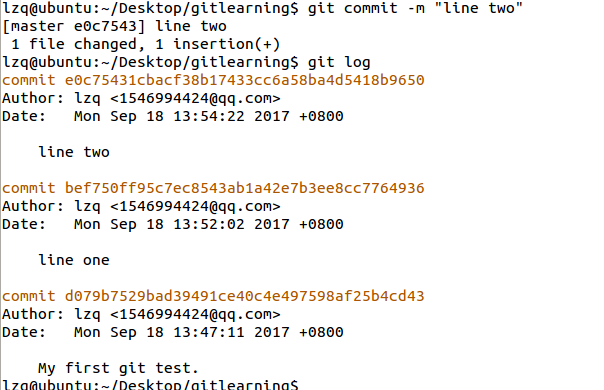 lzq@ubuntu:~/Desktop/gitlearning$ git commit -m "line two"
[master e0c7543] line two
 1 file changed, 1 insertion(+)
lzq@ubuntu:~/Desktop/gitlearning$ git log
commit e0c75431cbacf38b17433cc6a58ba4d5418b9650
Author: lzq <1546994424@qq.com>
Date:   Mon Sep 18 13:54:22 2017 +0800
    line two
commit bef750ff95c7ec8543ab1a42e7b3ee8cc7764936
Author: lzq <1546994424@qq.com>
Date:   Mon Sep 18 13:52:02 2017 +0800
    line one
commit d079b7529bad39491ce40c4e497598af25b4cd43
Author: lzq <1546994424@qq.com>
Date:   Mon Sep 18 13:47:11 2017 +0800
    My first git test.
lzq@ubuntu:~/Desktop/gitlearning$